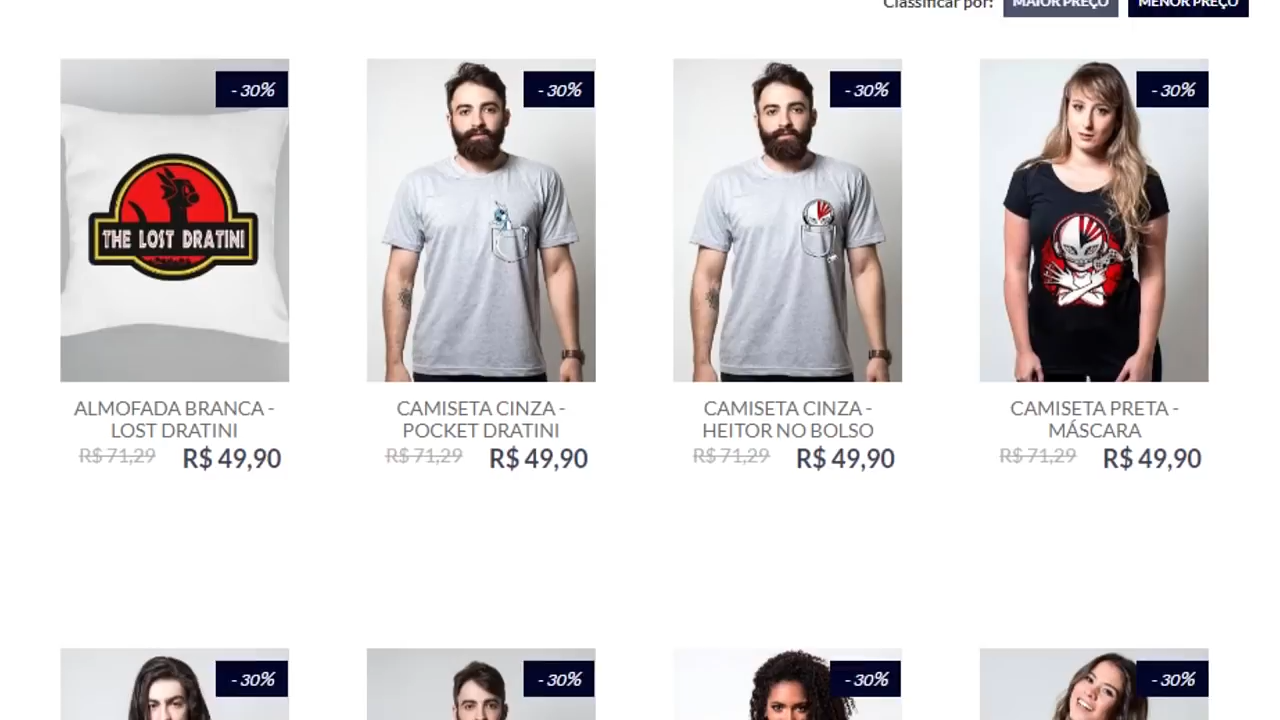 Classificar por: MAIOR PREÇO MENOR PREÇO
- 30% - 30% - 30% - 30%
THE LOST DRATINI
ALMOFADA BRANCA - CAMISETA CINZA - CAMISETA CINZA - CAMISETA PRETA -
LOST DRATINI POCKET DRATINI HEITOR NO BOLSO MÁSCARA
R$ 71,29 R$ 49,90 R$ 71,29 R$ 49,90 R$ 71,29 R$ 49,90 R$ 71,29 R$ 49,90
- 30% - 30% - 30% - 30%